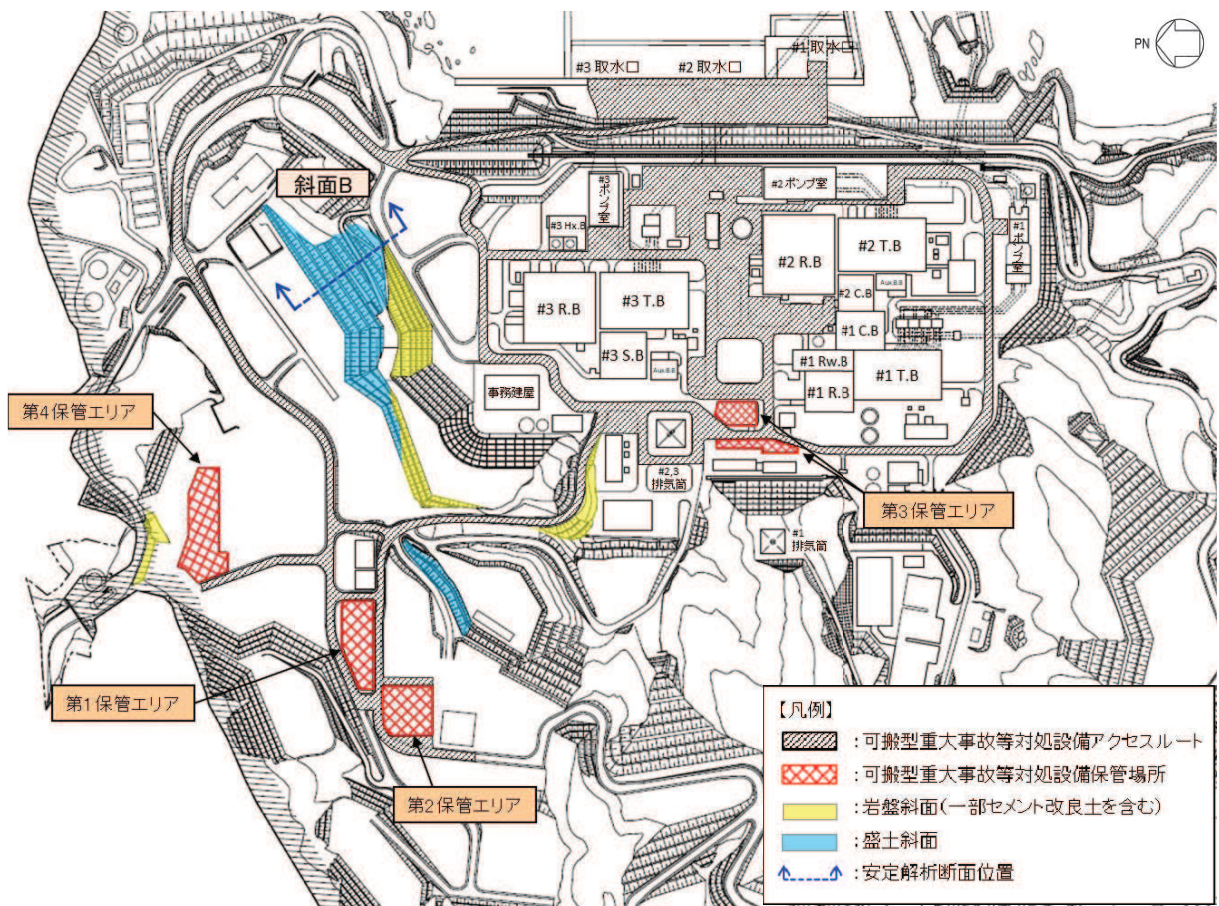 #1 取水口
#3 取水口
#2 取水口
PN
斜面B
#3
ポンプ室
#2 ポンプ室
#3 Hx.B
#1
ポンプ室
#2 T.B
#2 R.B
#3 T.B
#3 R.B
Aux.B.B
#2 C.B
#1 C.B
#3 S.B
Aux.B.B
#1 Rw.B
#1 T.B
#1 R.B
事務建屋
第4保管エリア
#2,3
排気筒
第3保管エリア
#1
排気筒
第1保管エリア
第2保管エリア
【凡例】
:可搬型重大事故等対処設備アクセスルート
:可搬型重大事故等対処設備保管場所
:岩盤斜面(一部セメント改良土を含む)
:盛土斜面
:安定解析断面位置